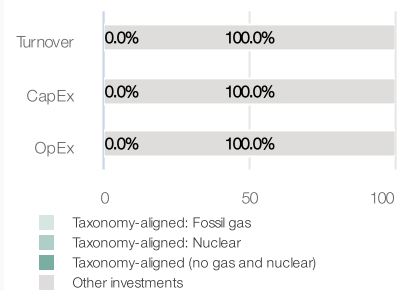 Turnover 0.0% 100.0%
CapEx 0.0% 100.0%
OpEx 0.0% 100.0%
0 50 100
Taxonomy-aligned: Fossil gas
Taxonomy-aligned: Nuclear
Taxonomy-aligned (no gas and nuclear)
Other investments